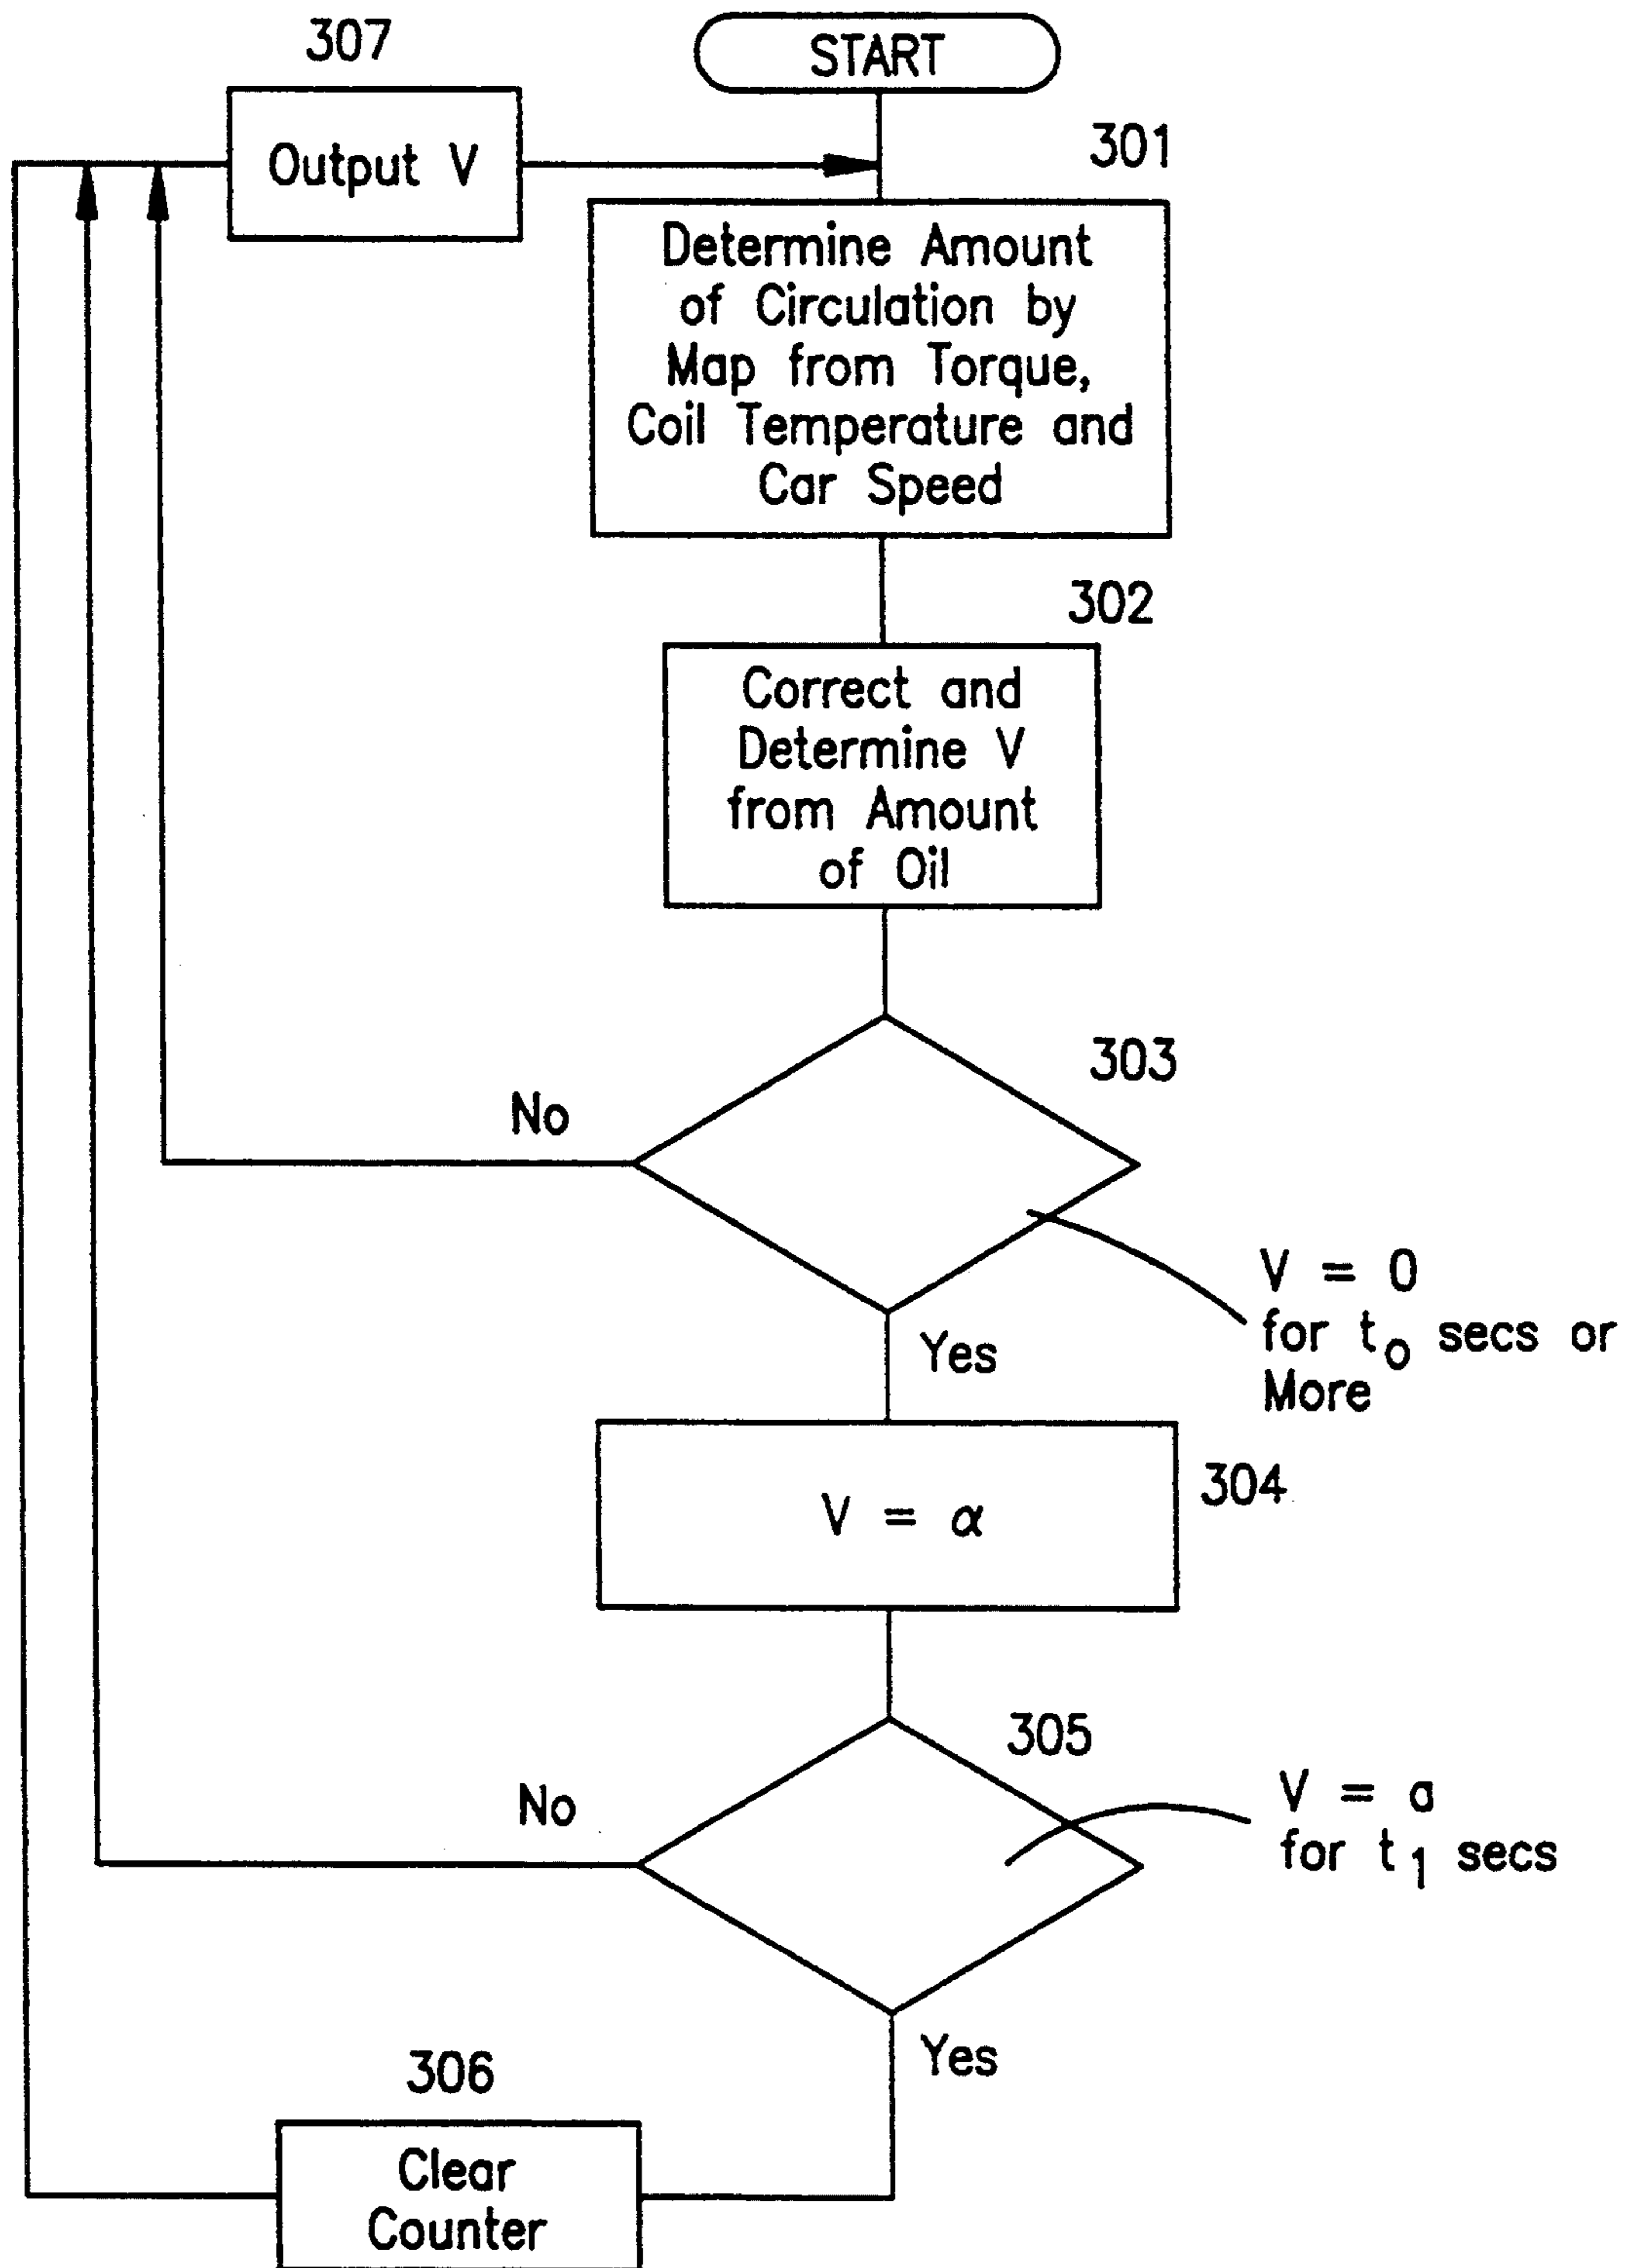 307
START
Output V
301
Determine Amount
of Circulation by
Map from Torque,
Coil Temperature and
Car Speed
302
Correct and
Determine V
from Amount
of Oil
303
No
V = 0
for t₀ secs or
More
Yes
304
V = α
305
No
V = a
for t₁ secs
Yes
306
Clear
Counter